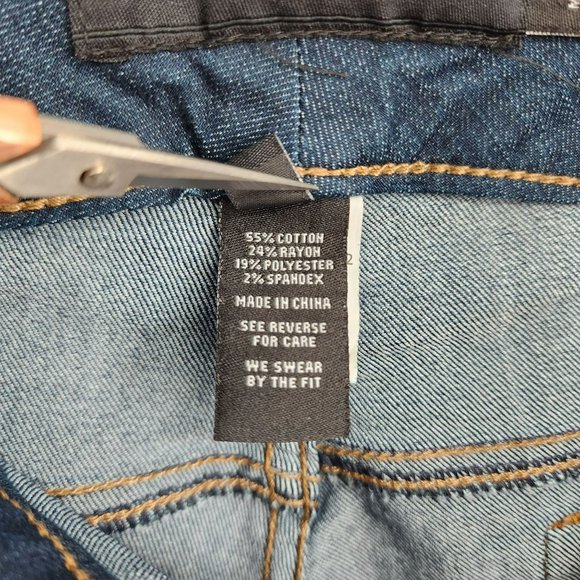 55% COTTON
24% RAYON
19% POLYESTER
2% SPANDEX
MADE IN CHINA
SEE REVERSE
FOR CARE
WE SWEAR
BY THE FIT
2